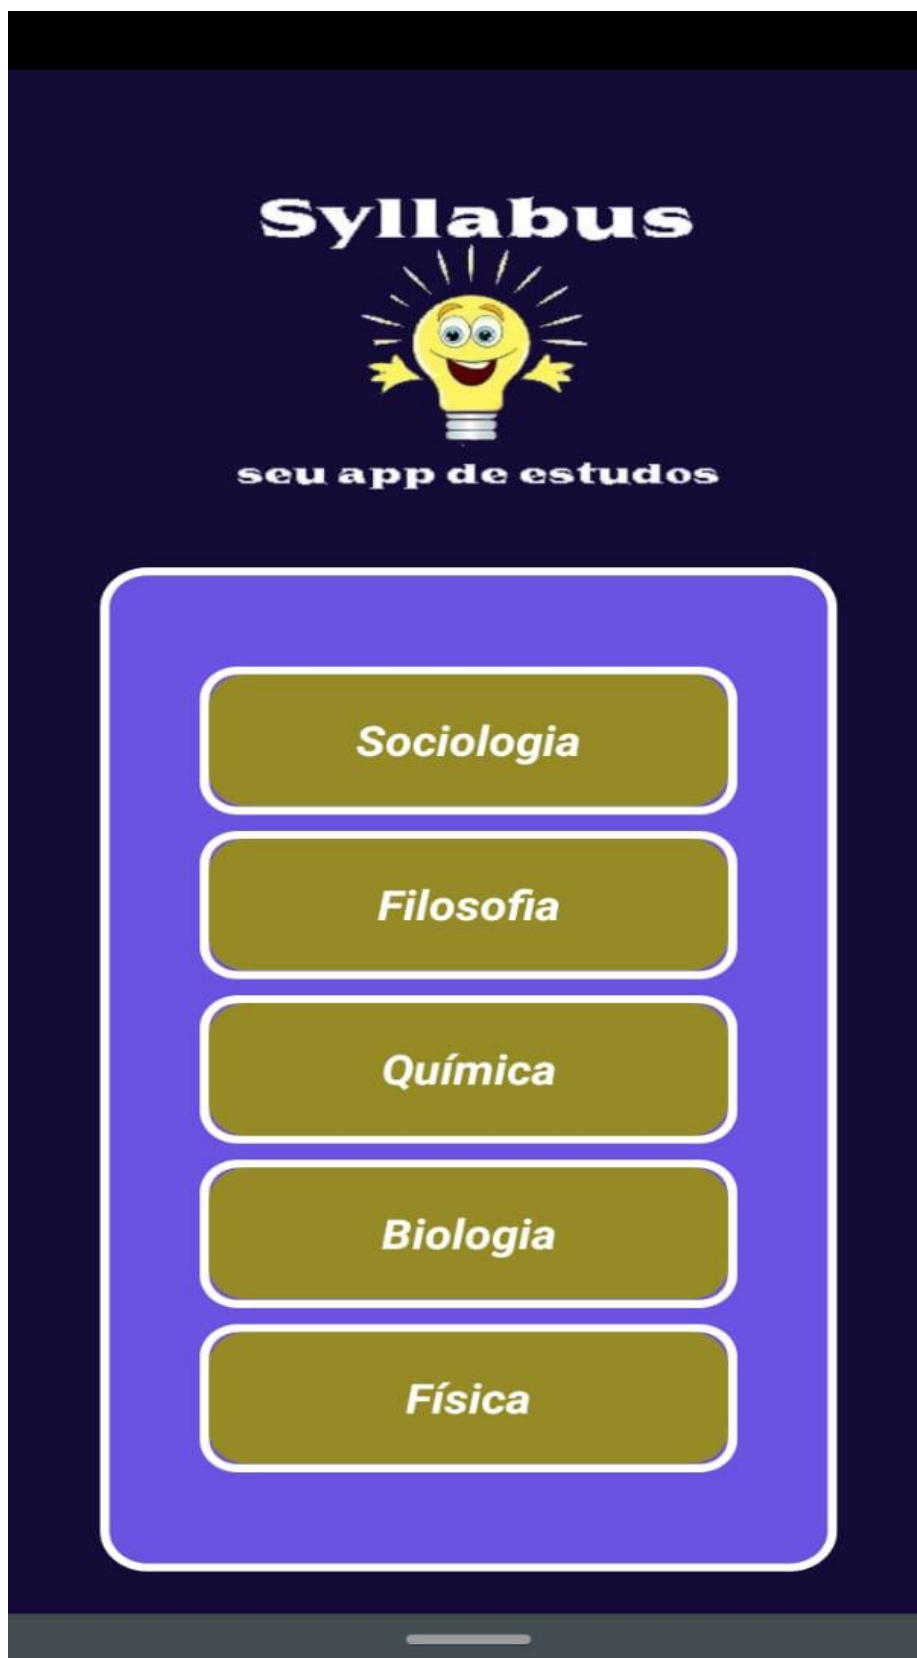 Syllabus
seu app de estudos
Sociologia
Filosofia
Química
Biologia
Física